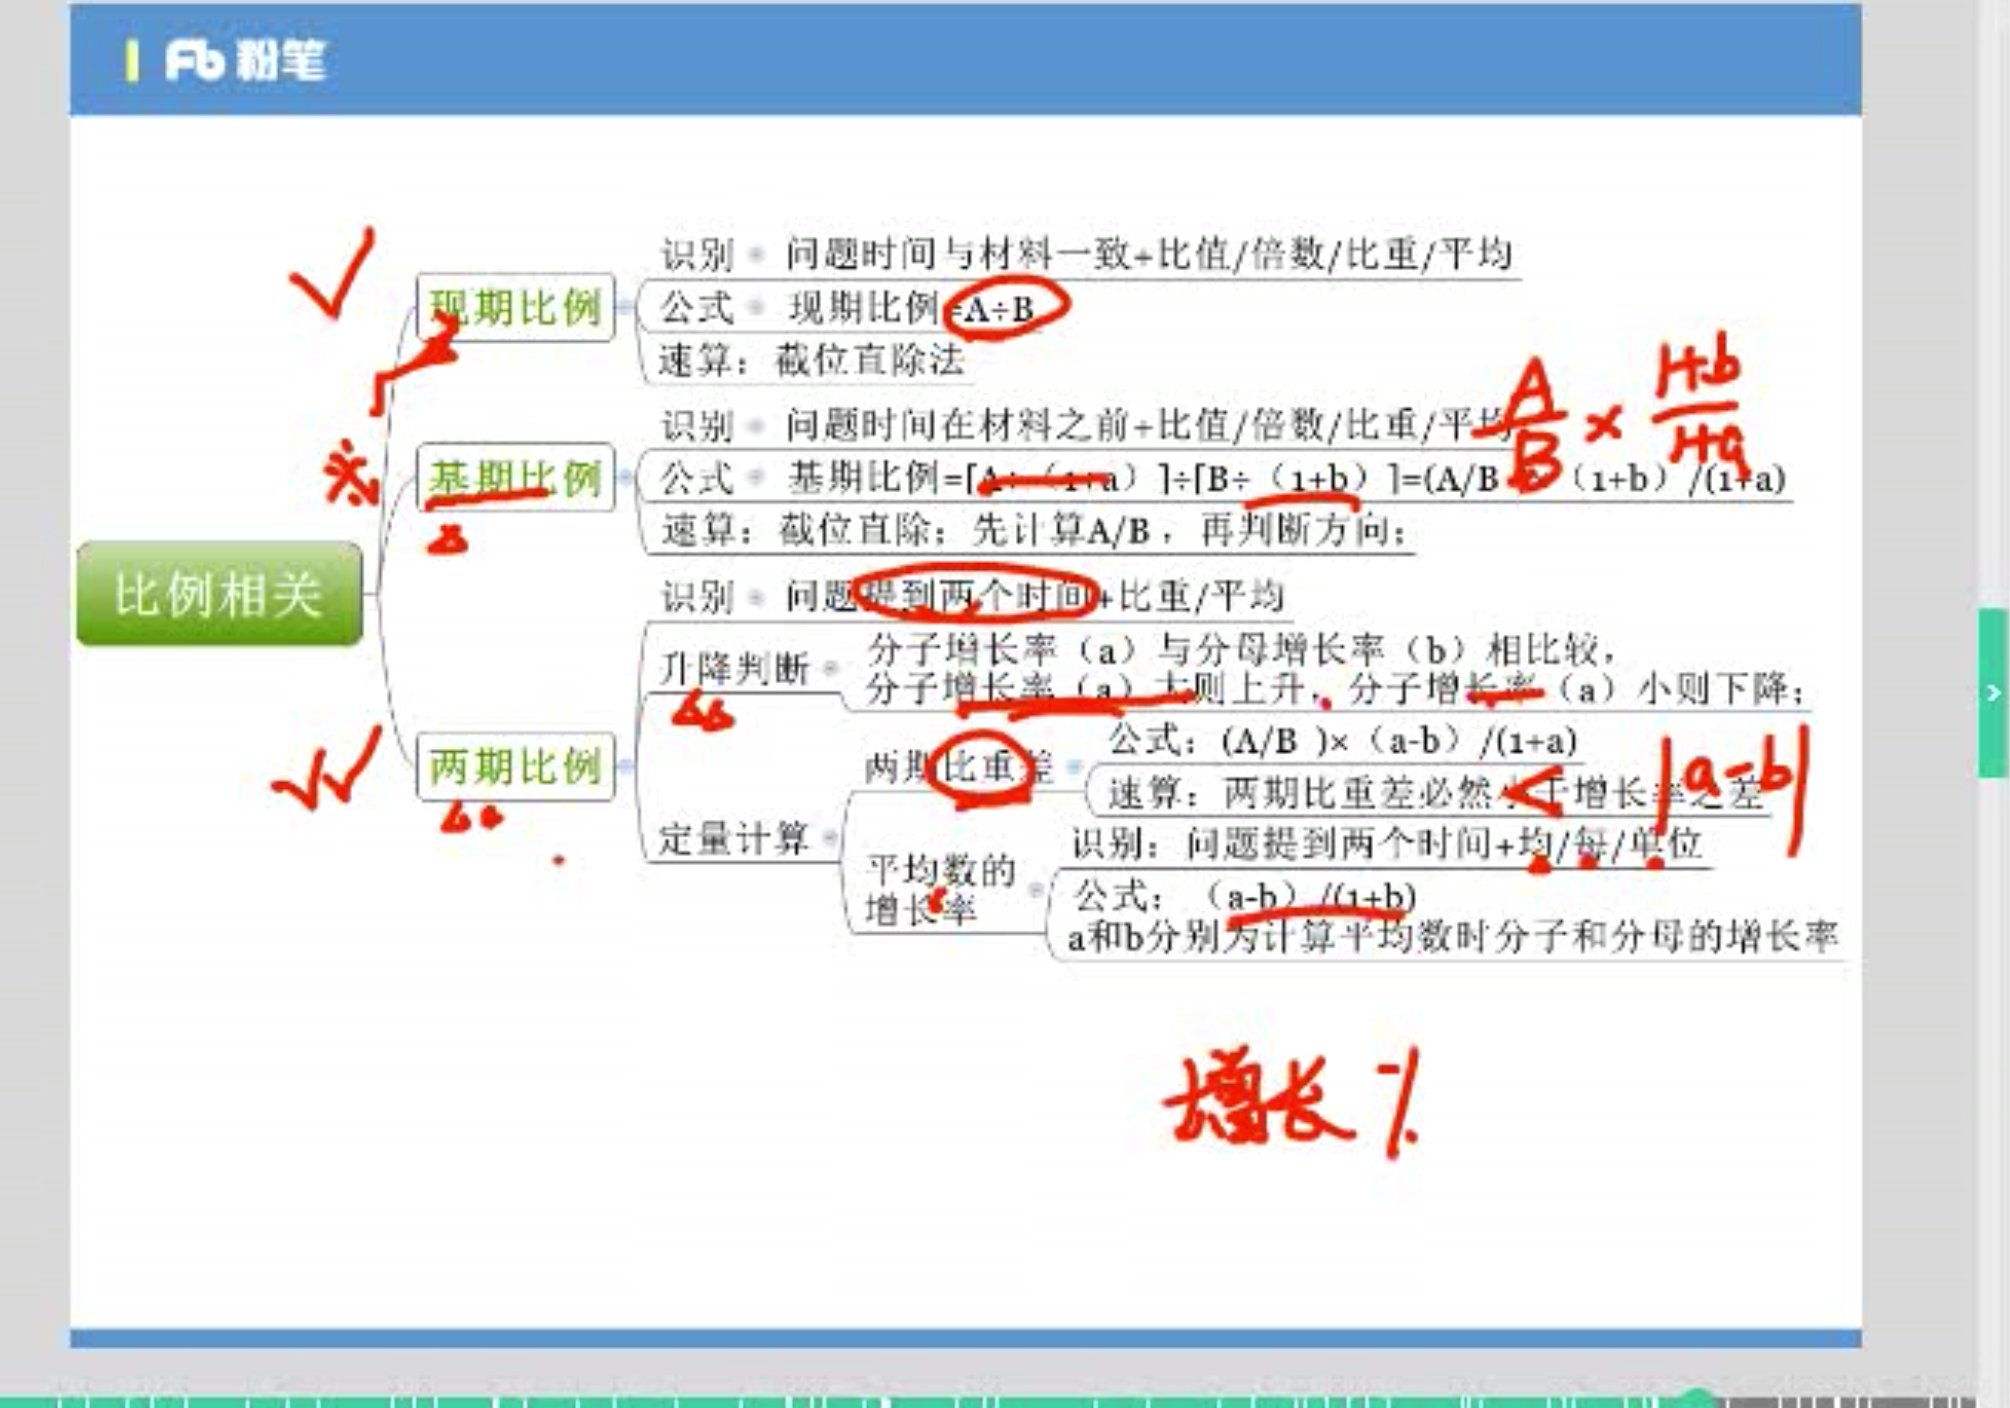 Fb 粉笔
比例相关
现期比例
识别 问题时间与材料一致+比值/倍数/比重/平均
公式 现期比例=A÷B
速算：截位直除法
基期比例
识别 问题时间在材料之前+比值/倍数/比重/平均
公式 基期比例=[A÷（1+a）]÷[B÷（1+b）]=(A/B （1+b）/(1+a)
速算：截位直除；先计算A/B，再判断方向；
A/B × 1+b/1+a
两期比例
识别 问题提到两个时间+比重/平均
升降判断
分子增长率（a）与分母增长率（b）相比较，
分子增长率（a）大则上升，分子增长率（a）小则下降；
定量计算
两期比重差
公式：(A/B )×（a-b）/(1+a)
速算：两期比重差必然小于增长率之差
< |a-b|
平均数的
增长率
识别：问题提到两个时间+均/每/单位
公式：（a-b）/(1+b)
a和b分别为计算平均数时分子和分母的增长率
增长%